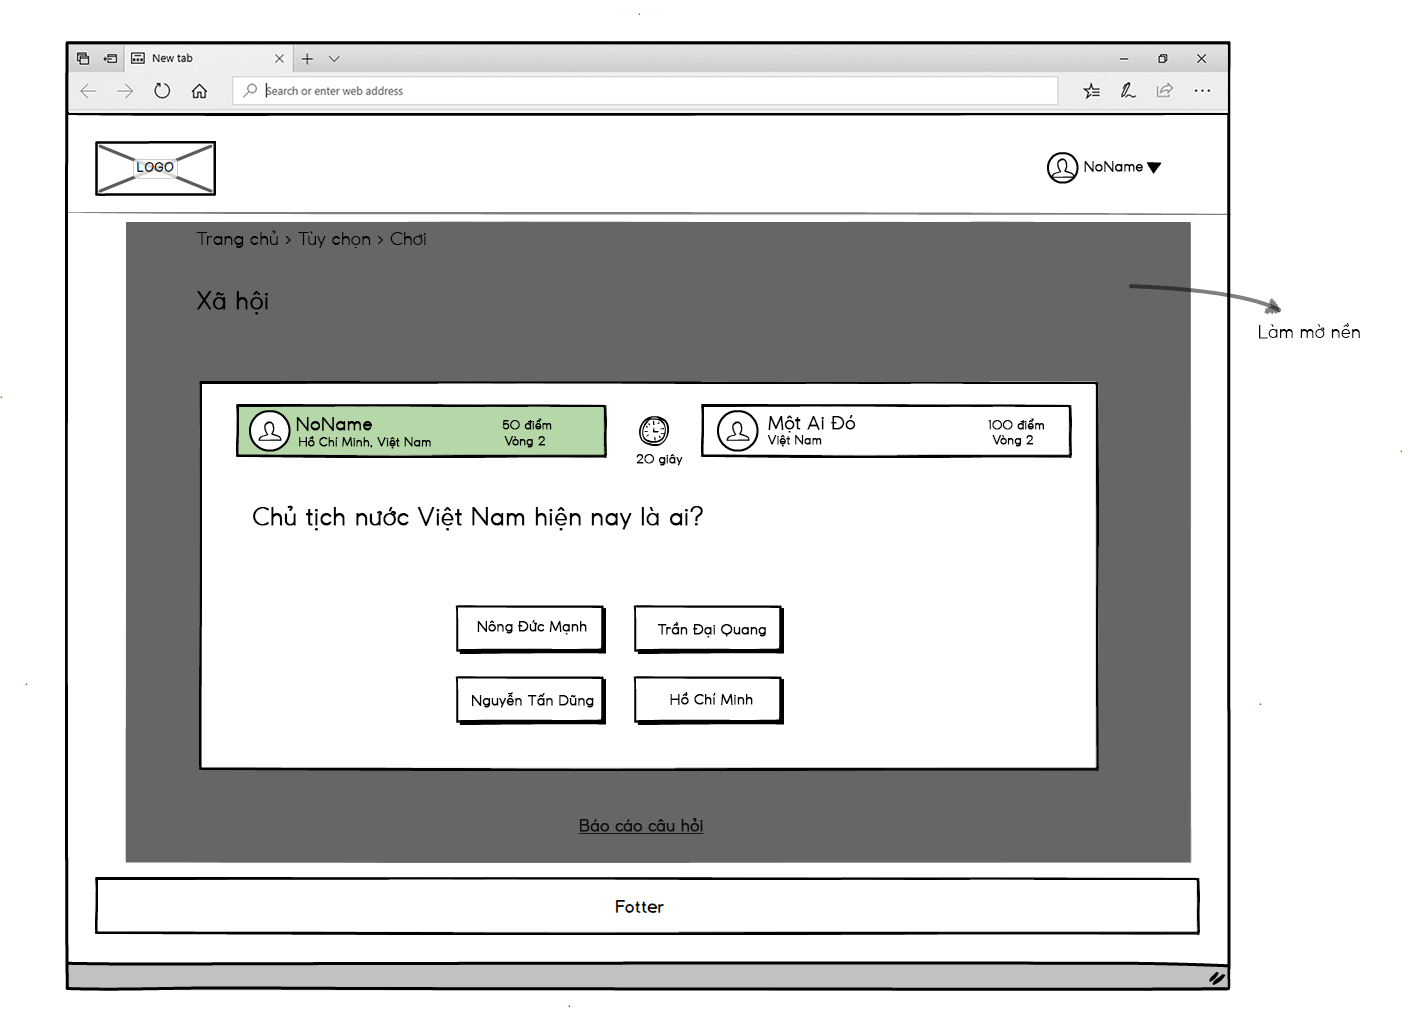 New tab
Search or enter web address
LOGO
NoName
Trang chủ > Tùy chọn > Chơi
Xã hội
Làm mờ nền
NoName
Hồ Chí Minh, Việt Nam
50 điểm
Vòng 2
20 giây
Một Ai Đó
Việt Nam
100 điểm
Vòng 2
Chủ tịch nước Việt Nam hiện nay là ai?
Nông Đức Mạnh
Trần Đại Quang
Nguyễn Tấn Dũng
Hồ Chí Minh
Báo cáo câu hỏi
Fotter